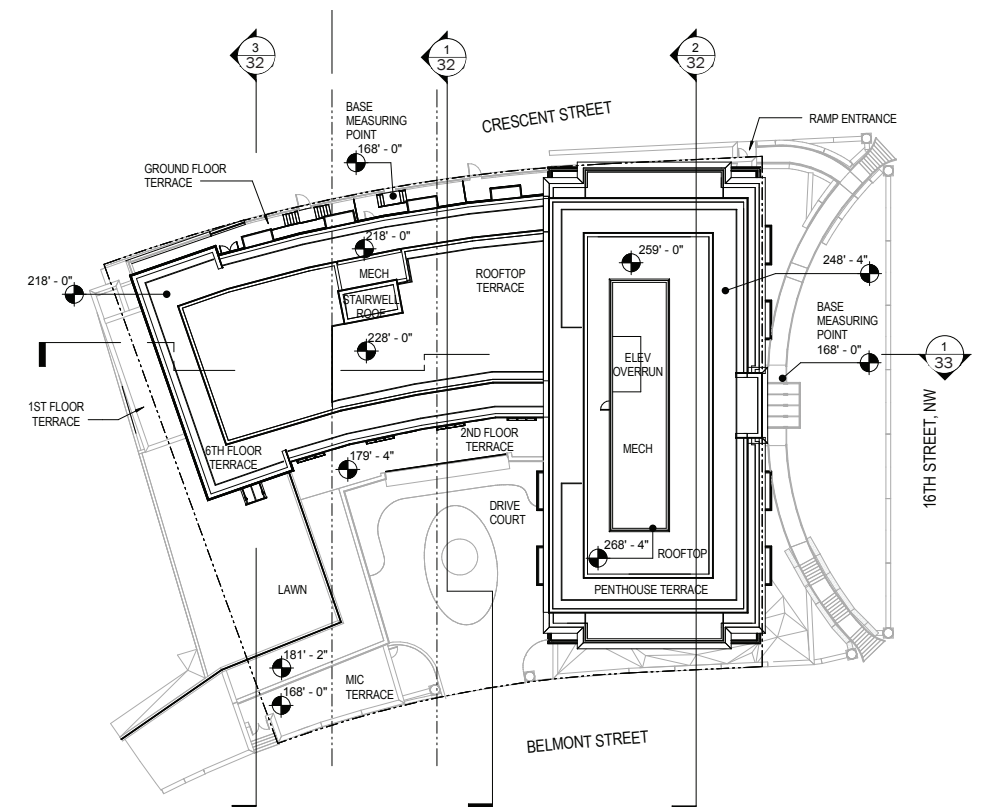 3
32
1
32
2
32
CRESCENT STREET
BASE
MEASURING
POINT
168' - 0"
RAMP ENTRANCE
GROUND FLOOR
TERRACE
218' - 0"
259' - 0"
248' - 4"
218' - 0"
MECH
ROOFTOP
TERRACE
STAIRWELL
ROOF
BASE
MEASURING
POINT
168' - 0"
228' - 0"
ELEV
OVERRUN
1
33
1ST FLOOR
TERRACE
16TH STREET, NW
2ND FLOOR
TERRACE
6TH FLOOR
TERRACE
MECH
179' - 4"
DRIVE
COURT
268' - 4"
ROOFTOP
LAWN
PENTHOUSE TERRACE
181' - 2"
MIC
TERRACE
168' - 0"
BELMONT STREET